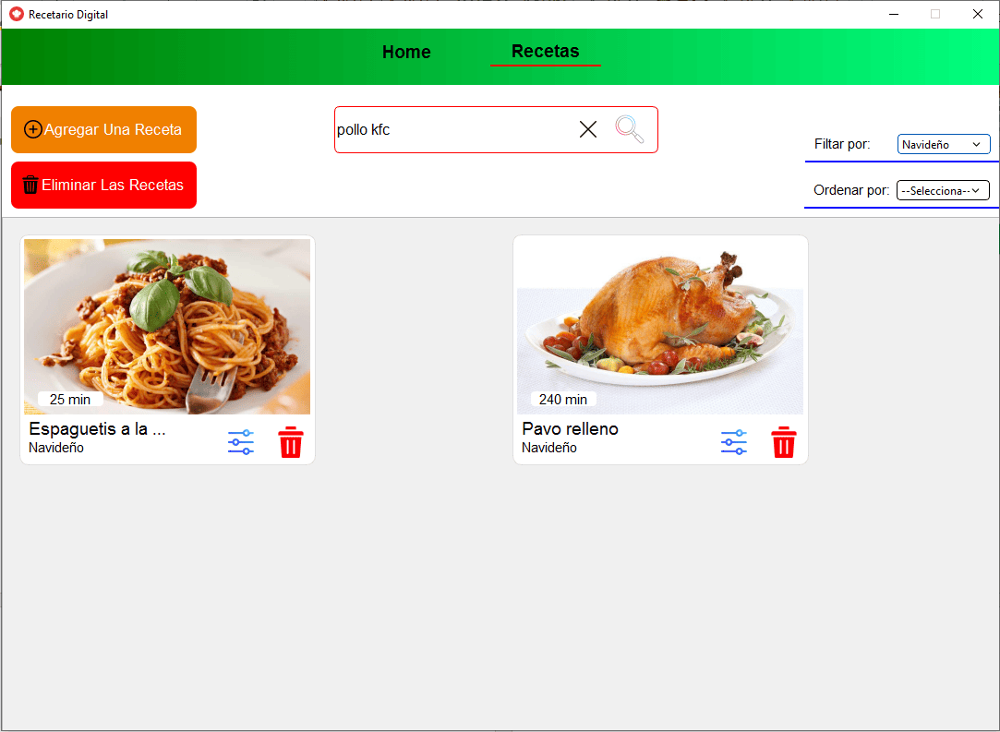 Recetario Digital
Home
Recetas
Agregar Una Receta
pollo kfc
Filtar por:
Navideño
Eliminar Las Recetas
Ordenar por:
--Selecciona--
25 min
Espaguetis a la ...
Navideño
240 min
Pavo relleno
Navideño